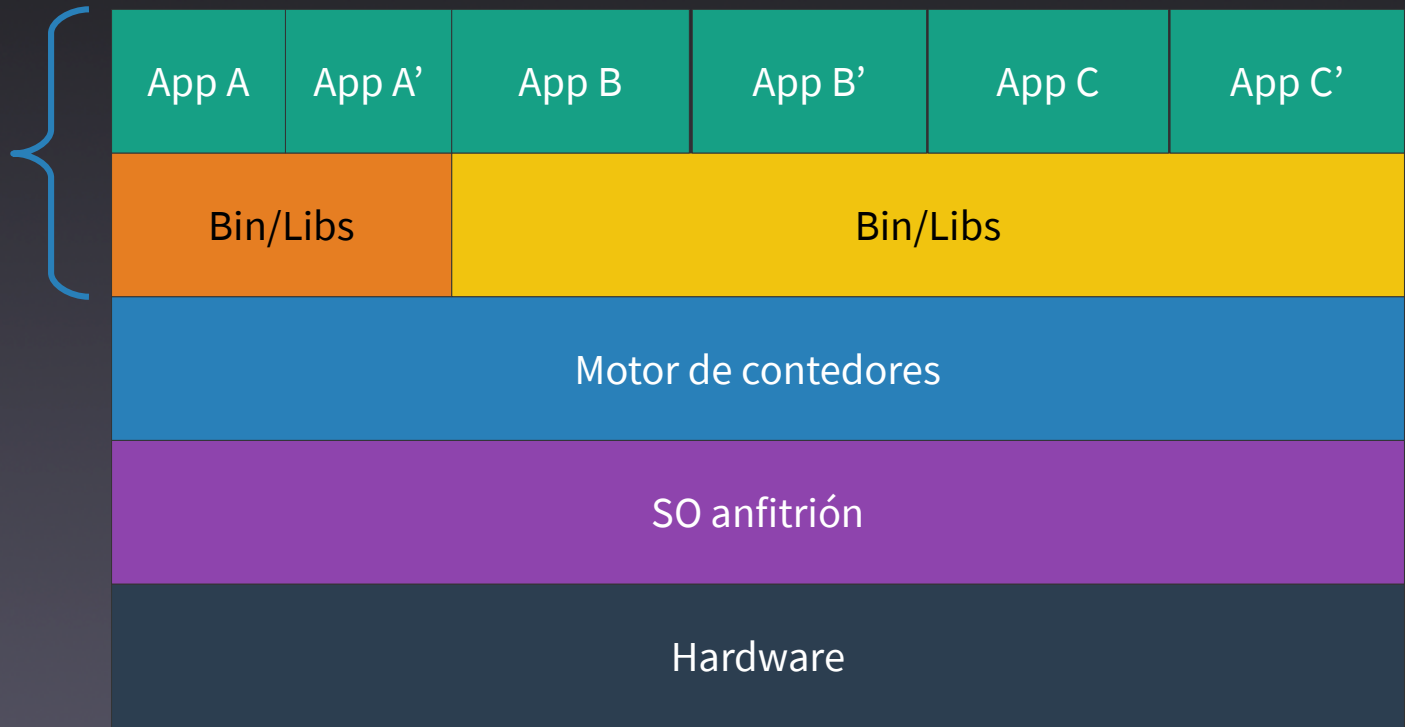 App A
App A’
App B
App B’
App C
App C’
Bin/Libs
Bin/Libs
Motor de contedores
SO anfitrión
Hardware